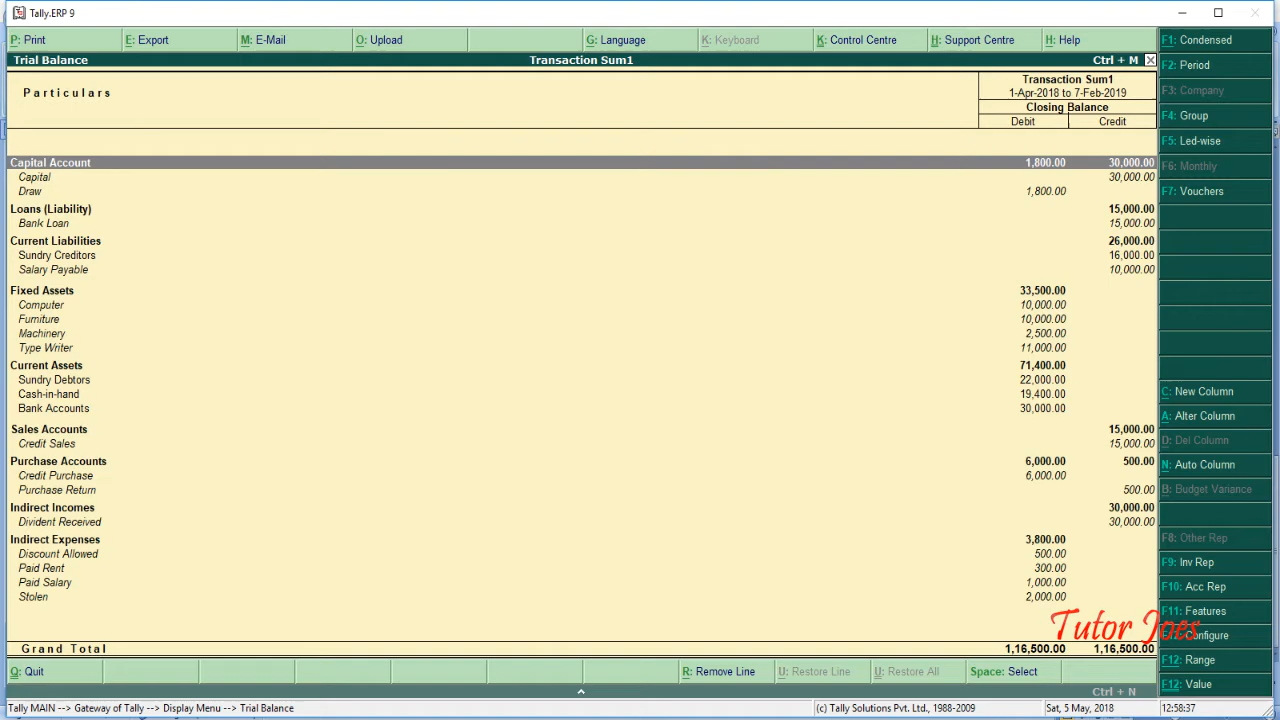 Tally.ERP 9
P: Print E: Export M: E-Mail O: Upload G: Language K: Keyboard K: Control Centre H: Support Centre H: Help
Trial Balance Transaction Sum1 Ctrl + M
Particulars
Transaction Sum1
1-Apr-2018 to 7-Feb-2019
Closing Balance
Debit Credit
Capital Account 1,800.00 30,000.00
Capital 30,000.00
Draw 1,800.00
Loans (Liability) 15,000.00
Bank Loan 15,000.00
Current Liabilities 26,000.00
Sundry Creditors 16,000.00
Salary Payable 10,000.00
Fixed Assets 33,500.00
Computer 10,000.00
Furniture 10,000.00
Machinery 2,500.00
Type Writer 11,000.00
Current Assets 71,400.00
Sundry Debtors 22,000.00
Cash-in-hand 19,400.00
Bank Accounts 30,000.00
Sales Accounts 15,000.00
Credit Sales 15,000.00
Purchase Accounts 6,000.00 500.00
Credit Purchase 6,000.00
Purchase Return 500.00
Indirect Incomes 30,000.00
Divident Received 30,000.00
Indirect Expenses 3,800.00
Discount Allowed 500.00
Paid Rent 300.00
Paid Salary 1,000.00
Stolen 2,000.00
Grand Total 1,16,500.00 1,16,500.00
F1: Condensed
F2: Period
F3: Company
F4: Group
F5: Led-wise
F6: Monthly
F7: Vouchers
C: New Column
A: Alter Column
D: Del Column
N: Auto Column
B: Budget Variance
F8: Other Rep
F9: Inv Rep
F10: Acc Rep
F11: Features
Configure
F12: Range
F12: Value
Tutor Joes
Q: Quit R: Remove Line U: Restore Line U: Restore All Space: Select
Ctrl + N
Tally MAIN --> Gateway of Tally --> Display Menu --> Trial Balance (c) Tally Solutions Pvt. Ltd., 1988-2009 Sat, 5 May, 2018 12:58:37